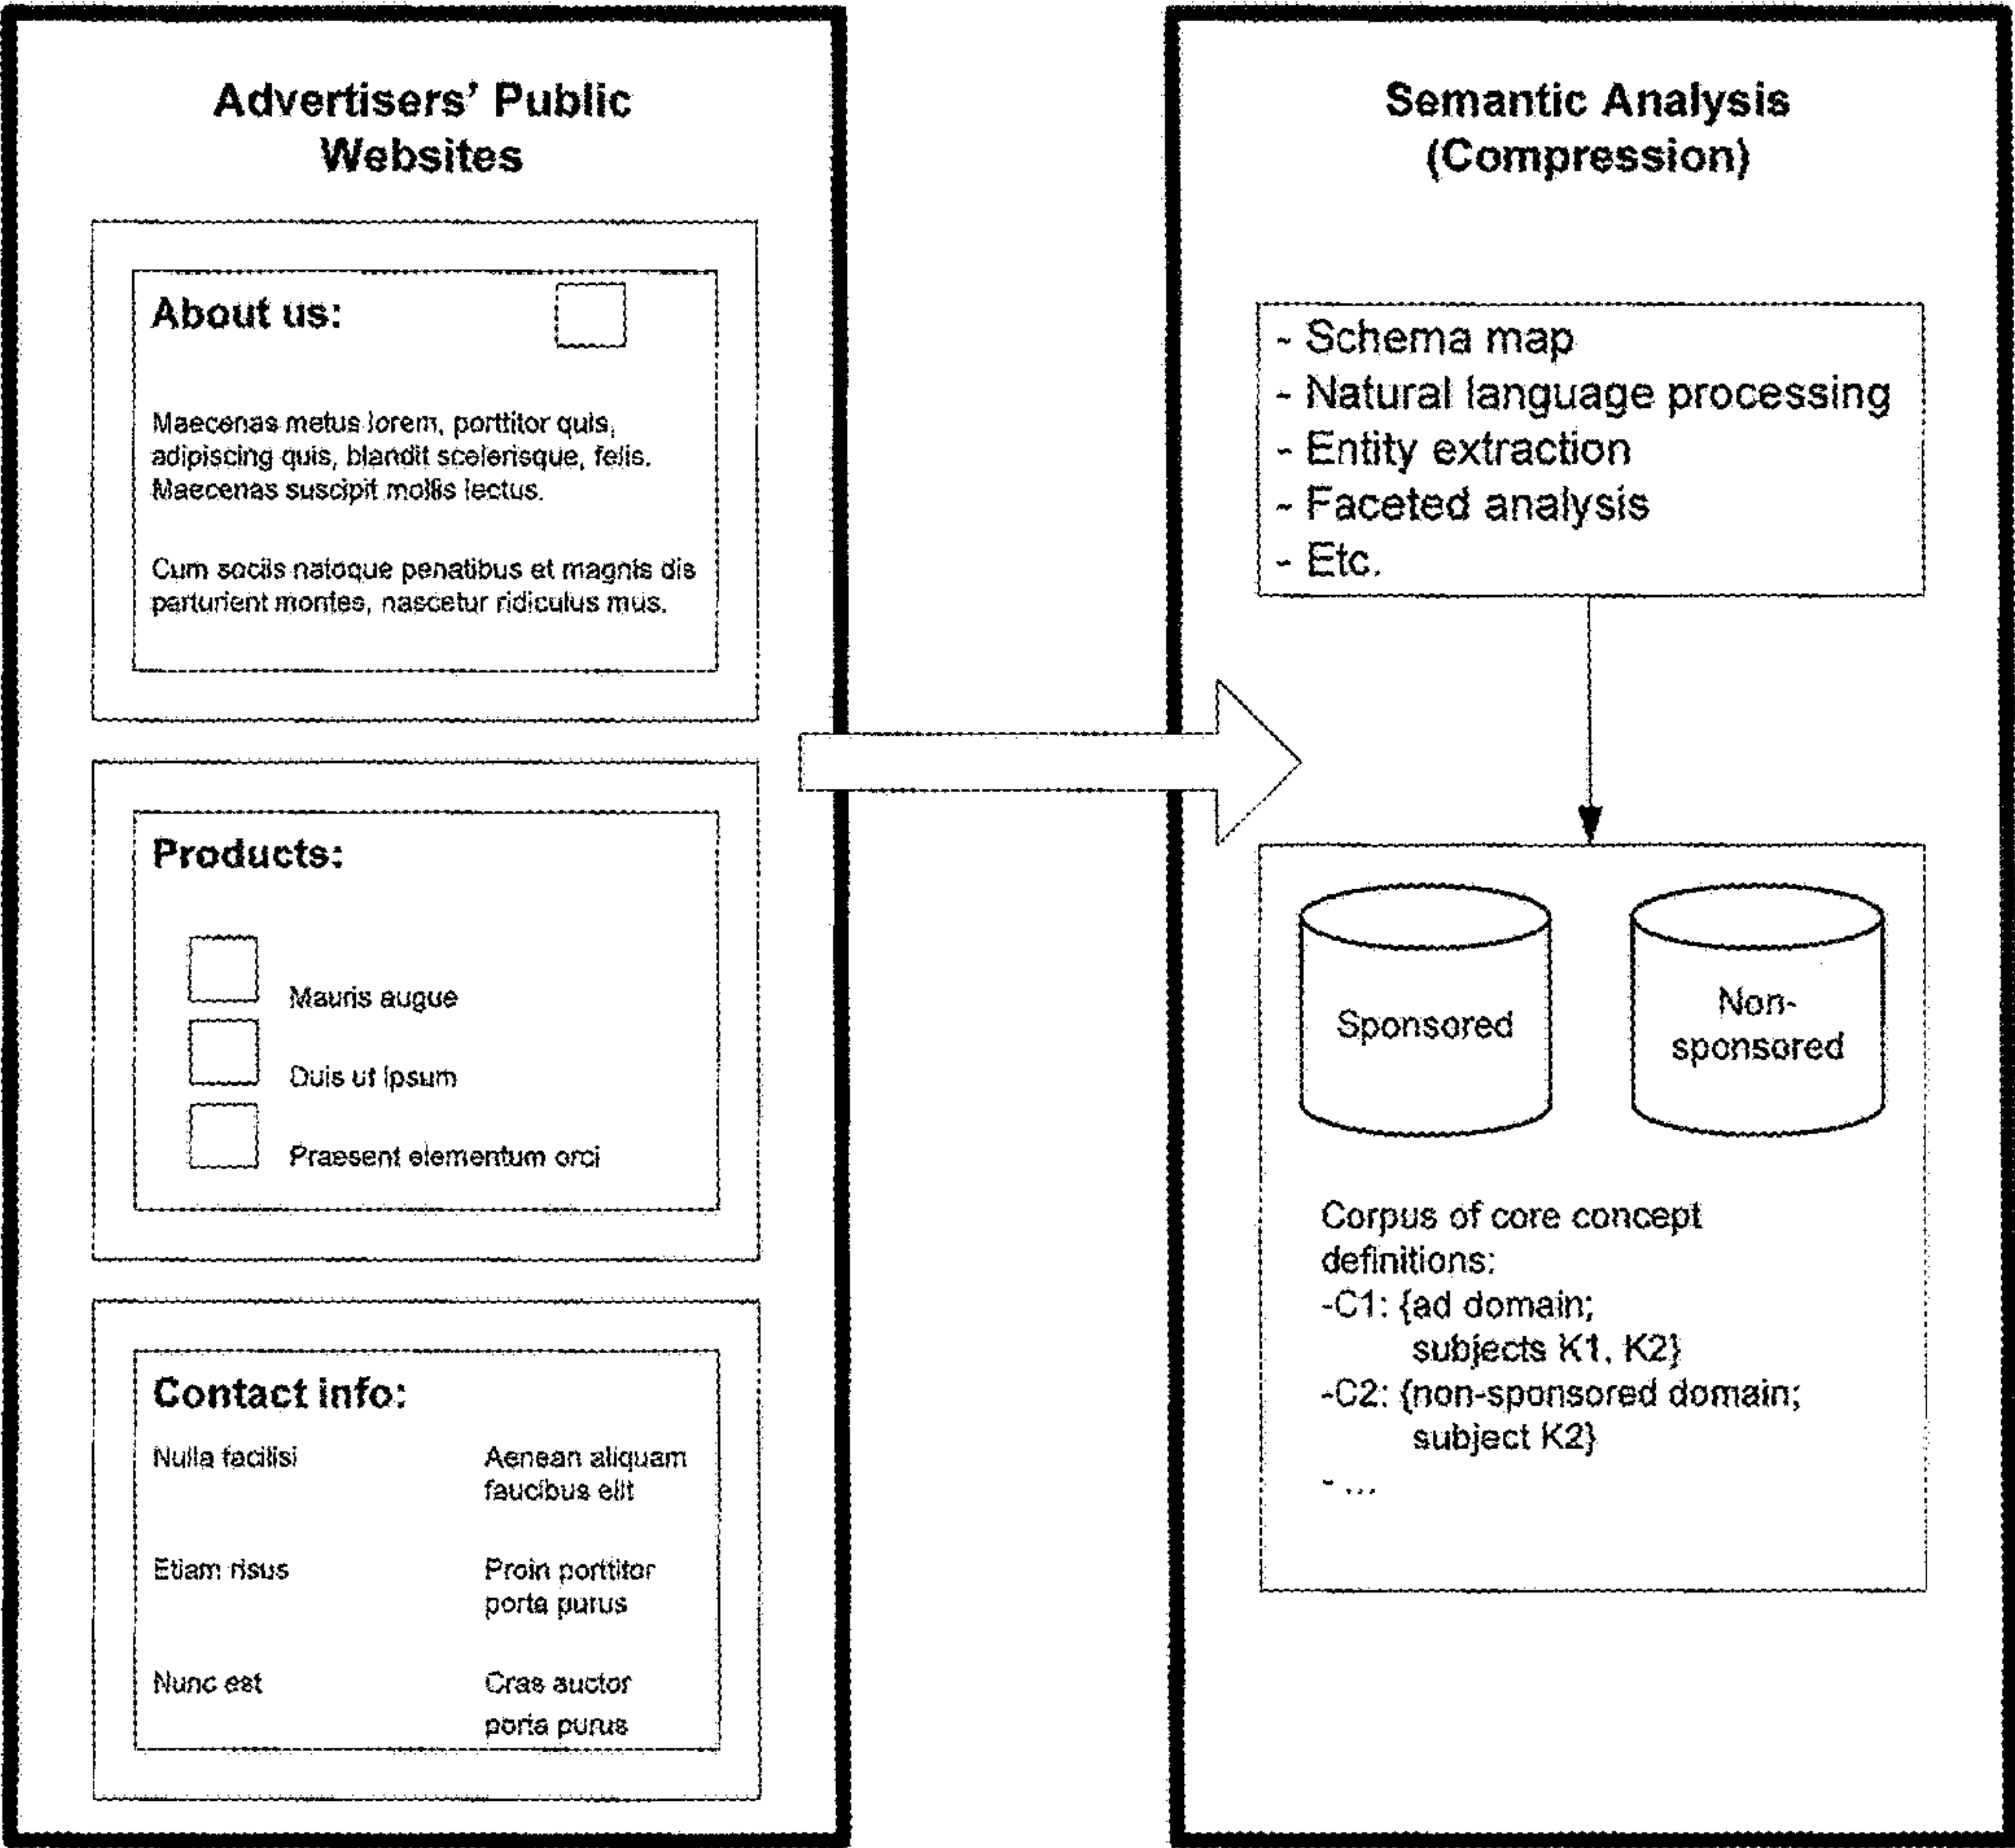 Advertisers' Public
Websites
About us:
Maecenas metus lorem, porttitor quis,
adipiscing quis, blandit scelerisque, felis.
Maecenas suscipit mollis lectus.
Cum sociis natoque penatibus et magnis dis
parturient montes, nascetur ridiculus mus.
Products:
Mauris augue
Duis ut ipsum
Praesent elementum orci
Contact info:
Nulla facilisi
Aenean aliquam
faucibus elit
Etiam risus
Proin porttitor
porta purus
Nunc est
Cras auctor
porta purus
Semantic Analysis
(Compression)
- Schema map
- Natural language processing
- Entity extraction
- Faceted analysis
- Etc.
Sponsored
Non-
sponsored
Corpus of core concept
definitions:
-C1: {ad domain;
subjects K1, K2}
-C2: {non-sponsored domain;
subject K2}
- ...